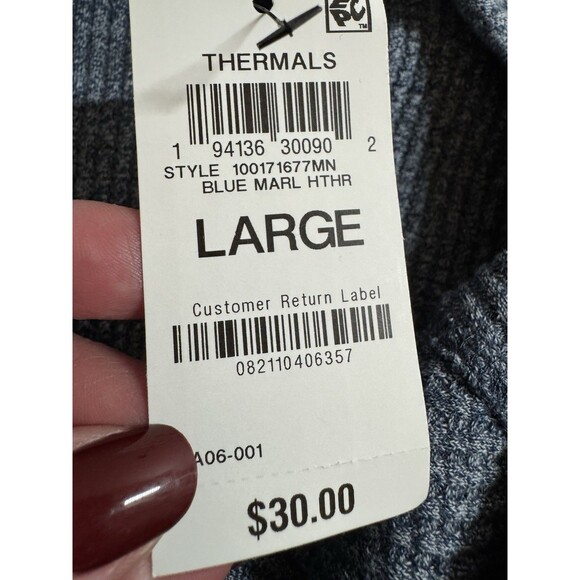 EPC
TM
THERMALS
1 94136 30090 2
STYLE 100171677MN
BLUE MARL HTHR
LARGE
Customer Return Label
082110406357
A06-001
$30.00